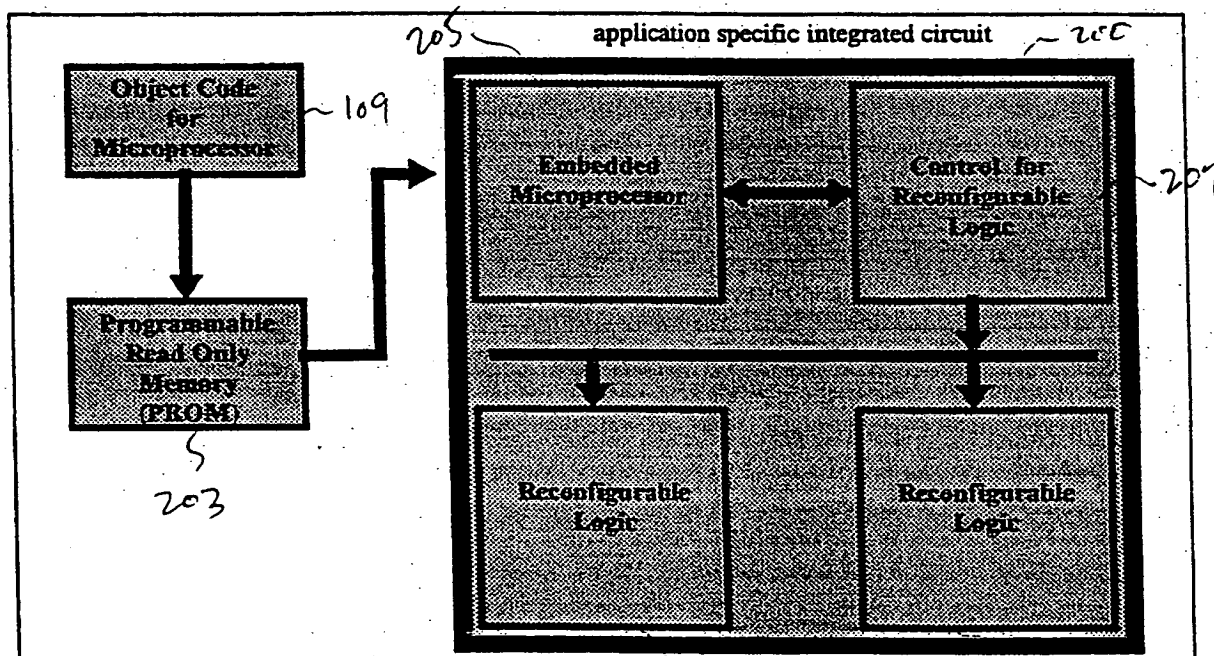 205
application specific integrated circuit
Object Code
for
Microprocessor
109
Embedded
Microprocessor
Control for
Reconfigurable
Logic
Programmable
Read Only
Memory
(PROM)
203
Reconfigurable
Logic
Reconfigurable
Logic